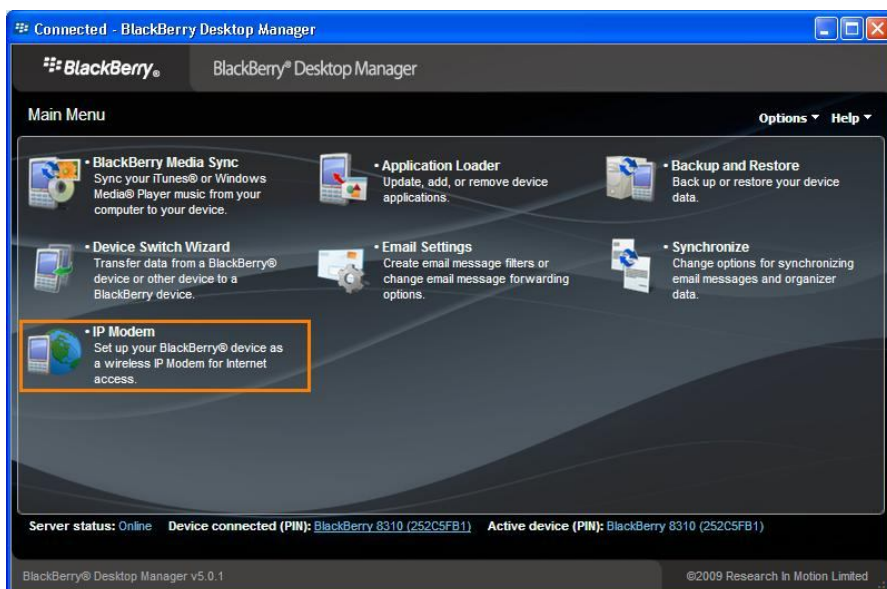 Connected - BlackBerry Desktop Manager
BlackBerry® BlackBerry® Desktop Manager
Main Menu Options Help
BlackBerry Media Sync
Sync your iTunes® or Windows
Media® Player music from your
computer to your device.
Application Loader
Update, add, or remove device
applications.
Backup and Restore
Back up or restore your device
data.
Device Switch Wizard
Transfer data from a BlackBerry®
device or other device to a
BlackBerry device.
Email Settings
Create email message filters or
change email message forwarding
options.
Synchronize
Change options for synchronizing
email messages and organizer
data.
IP Modem
Set up your BlackBerry® device as
a wireless IP Modem for Internet
access.
Server status: Online Device connected (PIN): BlackBerry 8310 (252C5FB1) Active device (PIN): BlackBerry 8310 (252C5FB1)
BlackBerry® Desktop Manager v5.0.1 ©2009 Research In Motion Limited